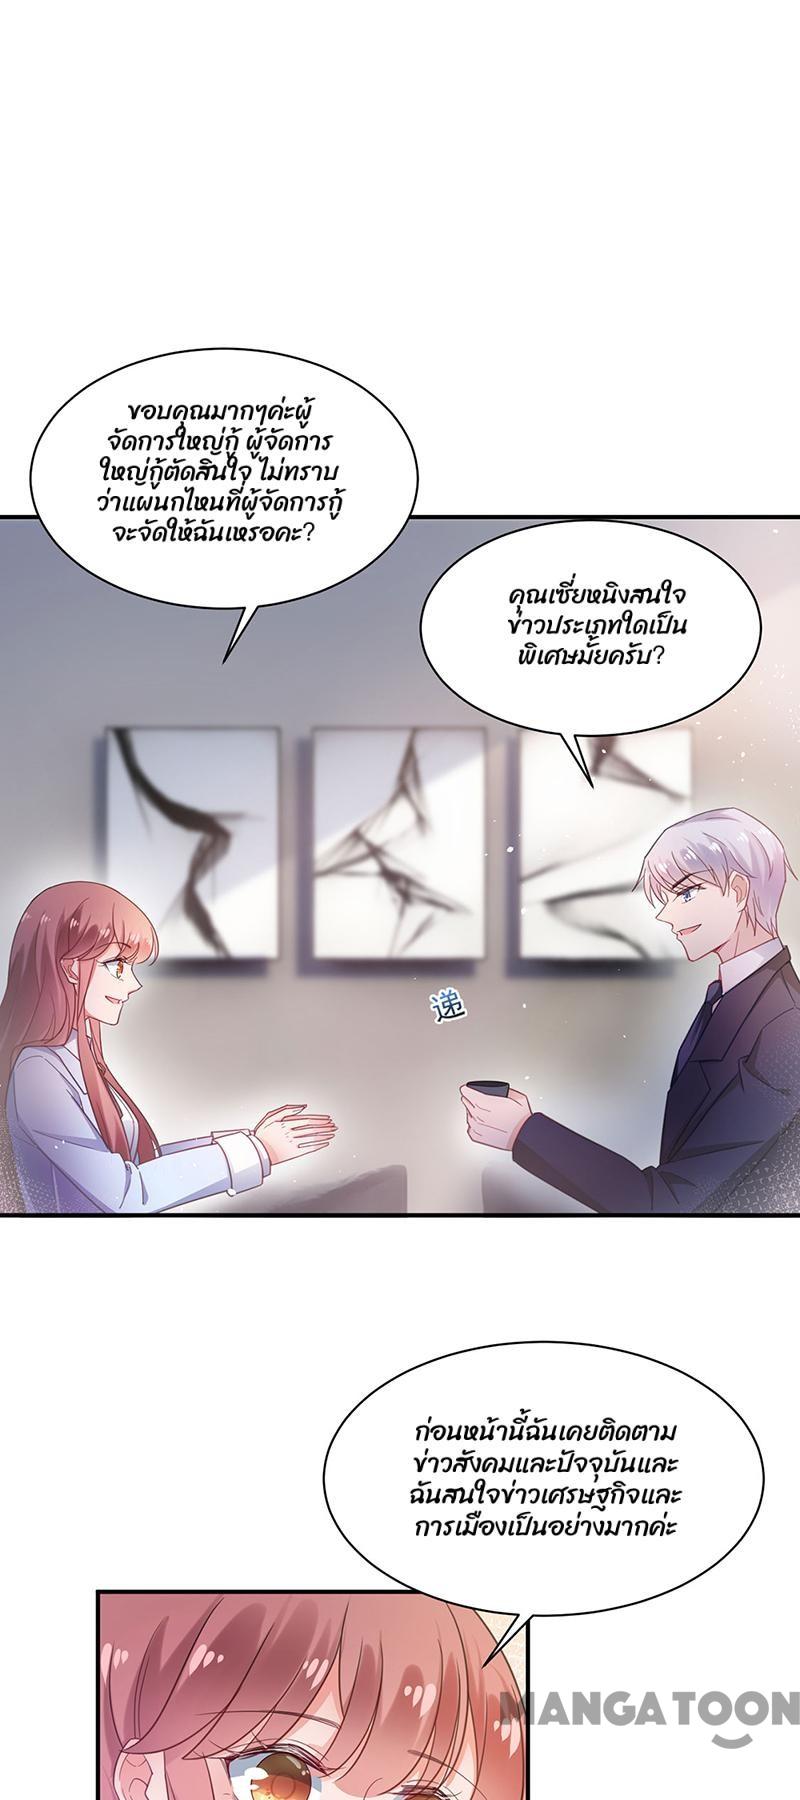 ขอบคุณมากๆค่ะผู้
จัดการใหญ่กู้ ผู้จัดการ
ใหญ่กู้ตัดสินใจ ไม่ทราบ
ว่าแผนกไหนที่ผู้จัดการกู้
จะจัดให้ฉันเหรอคะ?
คุณเซี่ยหนิงสนใจ
ข่าวประเภทใดเป็น
พิเศษมั้ยครับ?
递
ก่อนหน้านี้ฉันเคยติดตาม
ข่าวสังคมและปัจจุบันและ
ฉันสนใจข่าวเศรษฐกิจและ
การเมืองเป็นอย่างมากค่ะ
MANGATOON